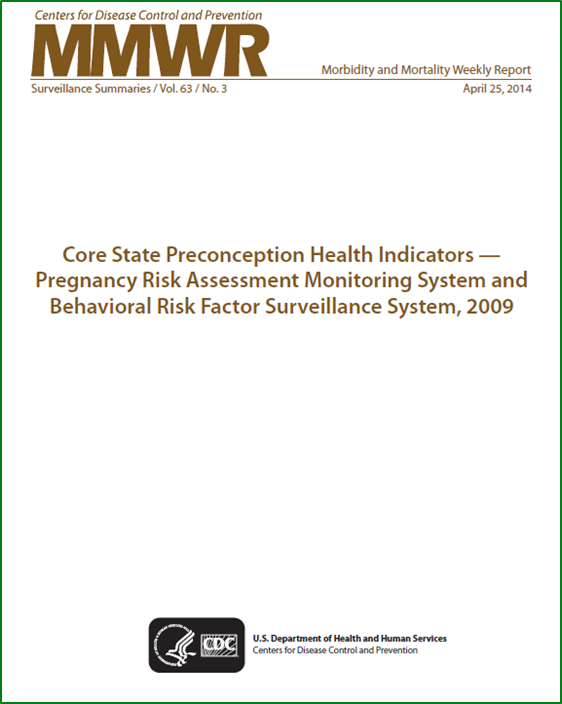 Centers for Disease Control and Prevention
MMWR
Morbidity and Mortality Weekly Report
Surveillance Summaries / Vol. 63 / No. 3
April 25, 2014
Core State Preconception Health Indicators —
Pregnancy Risk Assessment Monitoring System and
Behavioral Risk Factor Surveillance System, 2009
CDC
U.S. Department of Health and Human Services
Centers for Disease Control and Prevention